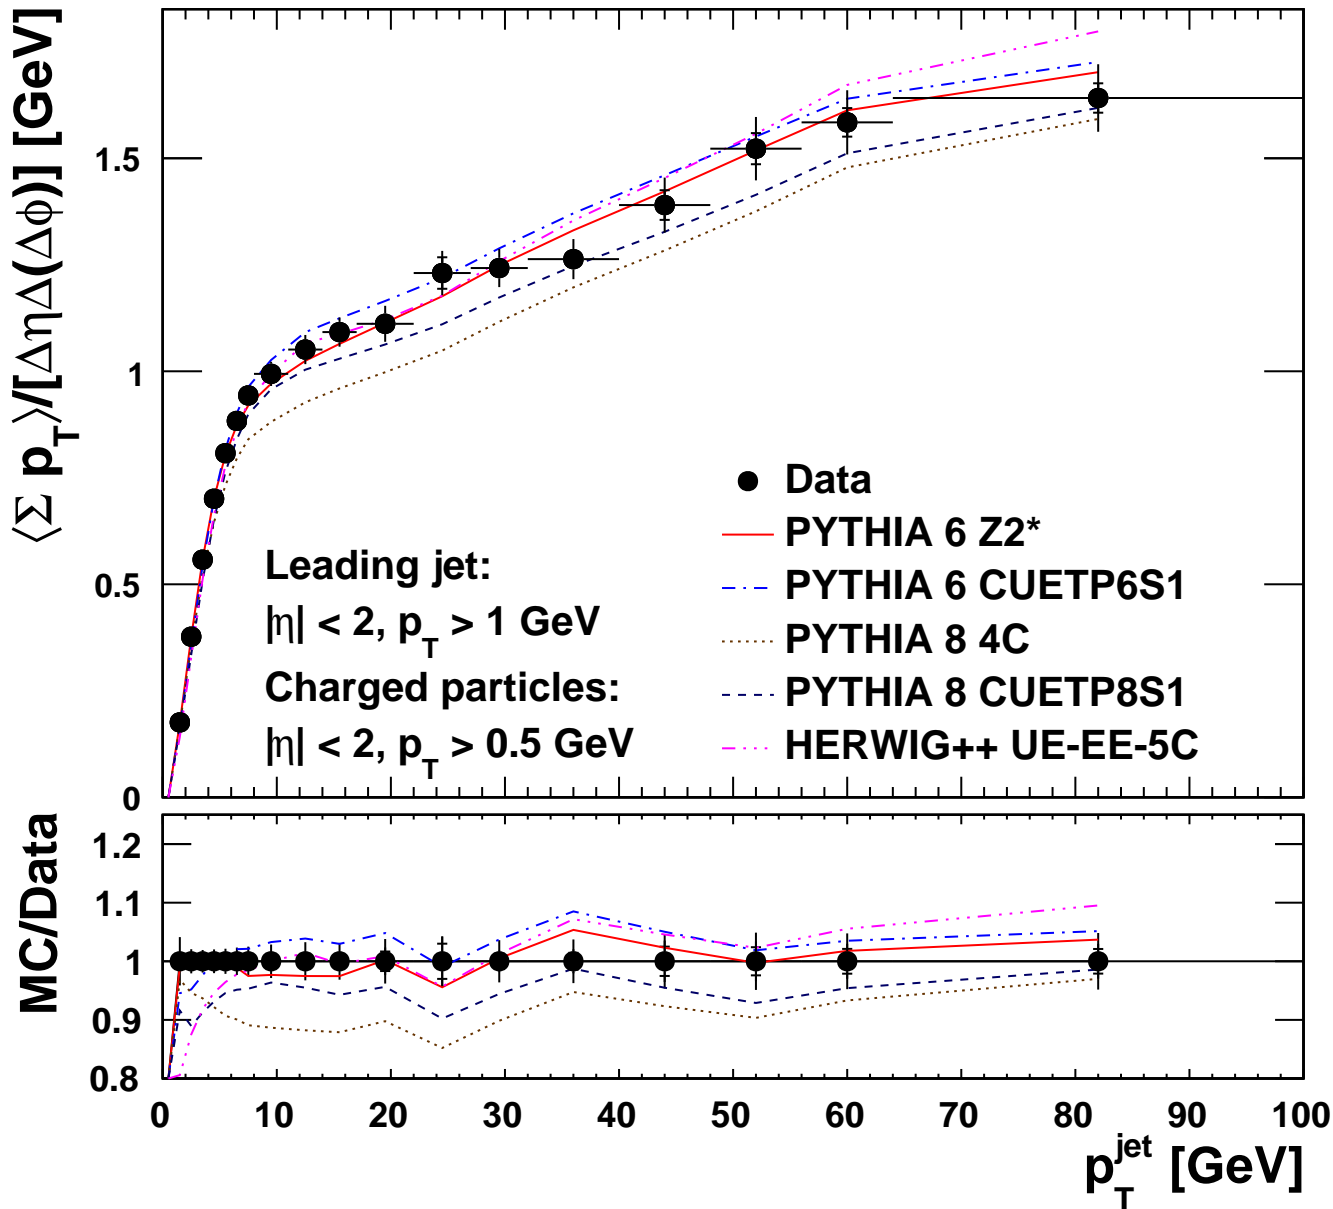 ⟨Σ p_T⟩/[ΔηΔ(Δϕ)] [GeV]
1.5
1
0.5
0
Data
PYTHIA 6 Z2*
PYTHIA 6 CUETP6S1
PYTHIA 8 4C
PYTHIA 8 CUETP8S1
HERWIG++ UE-EE-5C
Leading jet:
|η| < 2, p_T > 1 GeV
Charged particles:
|η| < 2, p_T > 0.5 GeV
MC/Data
1.2
1.1
1
0.9
0.8
0 10 20 30 40 50 60 70 80 90 100
p_T^jet [GeV]